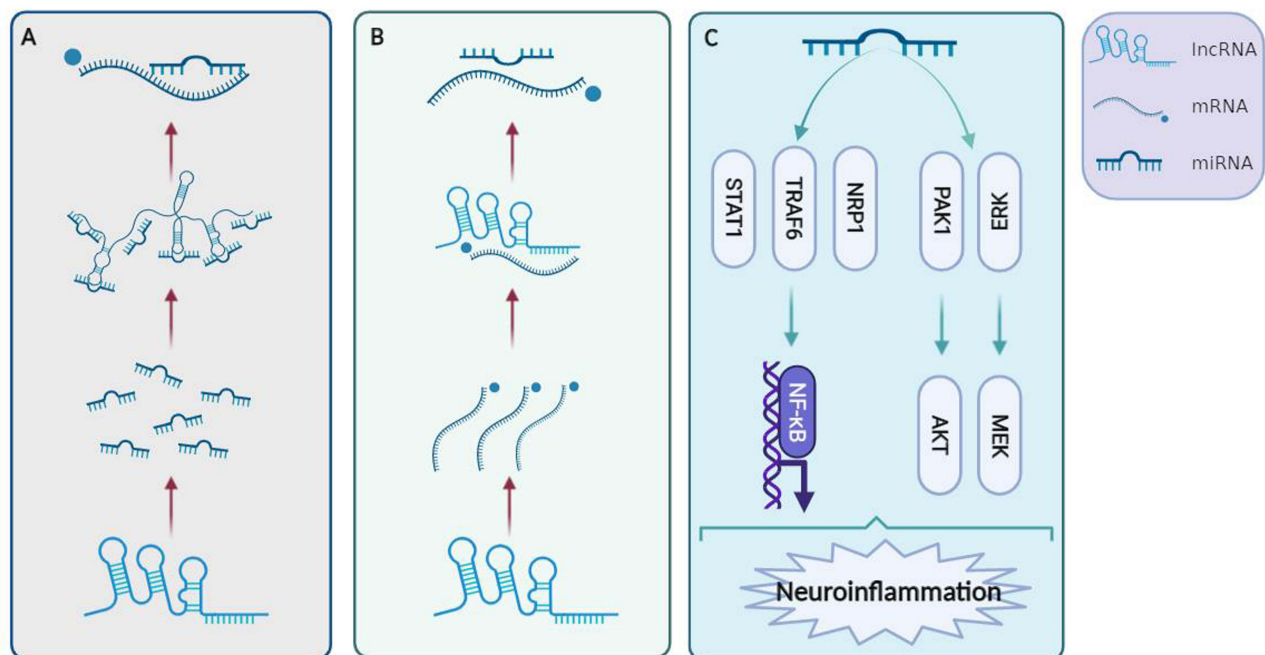 A
B
C
lncRNA
mRNA
miRNA
STAT1
TRAF6
NRP1
PAK1
ERK
NF-κB
AKT
MEK
Neuroinflammation